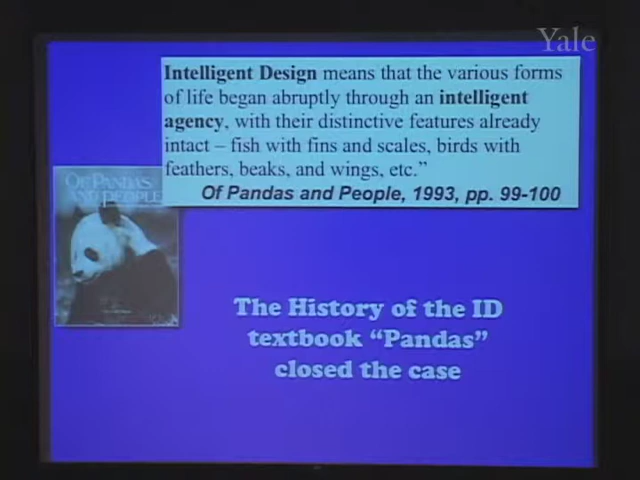 Yale
Intelligent Design means that the various forms
of life began abruptly through an intelligent
agency, with their distinctive features already
intact – fish with fins and scales, birds with
feathers, beaks, and wings, etc.”
Of Pandas and People, 1993, pp. 99-100
OF PANDAS
AND PEOPLE
The History of the ID
textbook “Pandas”
closed the case